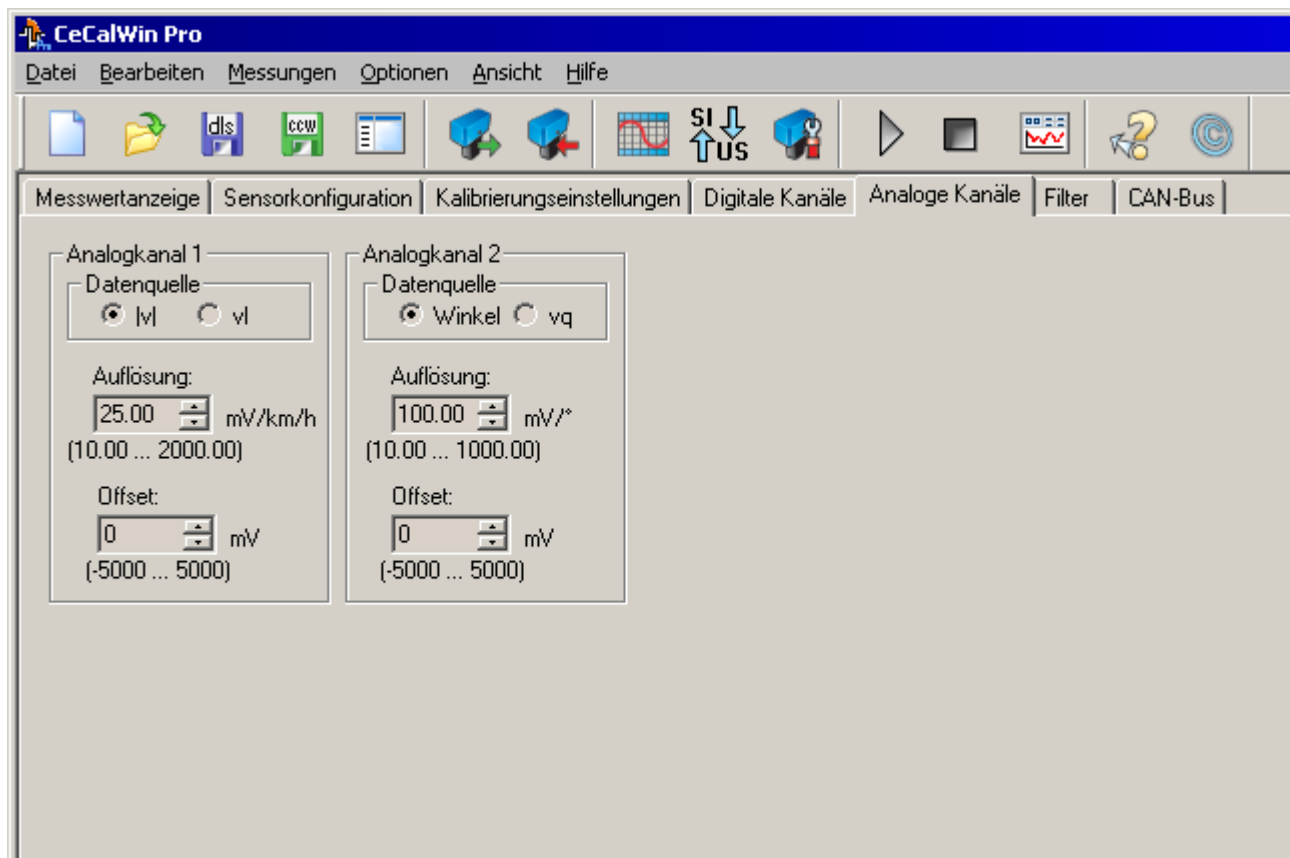 CeCalWin Pro
Datei Bearbeiten Messungen Optionen Ansicht Hilfe
dls ccw SI US
Messwertanzeige Sensorkonfiguration Kalibrierungseinstellungen Digitale Kanäle Analoge Kanäle Filter CAN-Bus
Analogkanal 1
Datenquelle
|v| vl
Auflösung:
25.00 mV/km/h
(10.00 ... 2000.00)
Offset:
0 mV
(-5000 ... 5000)
Analogkanal 2
Datenquelle
Winkel vq
Auflösung:
100.00 mV/°
(10.00 ... 1000.00)
Offset:
0 mV
(-5000 ... 5000)